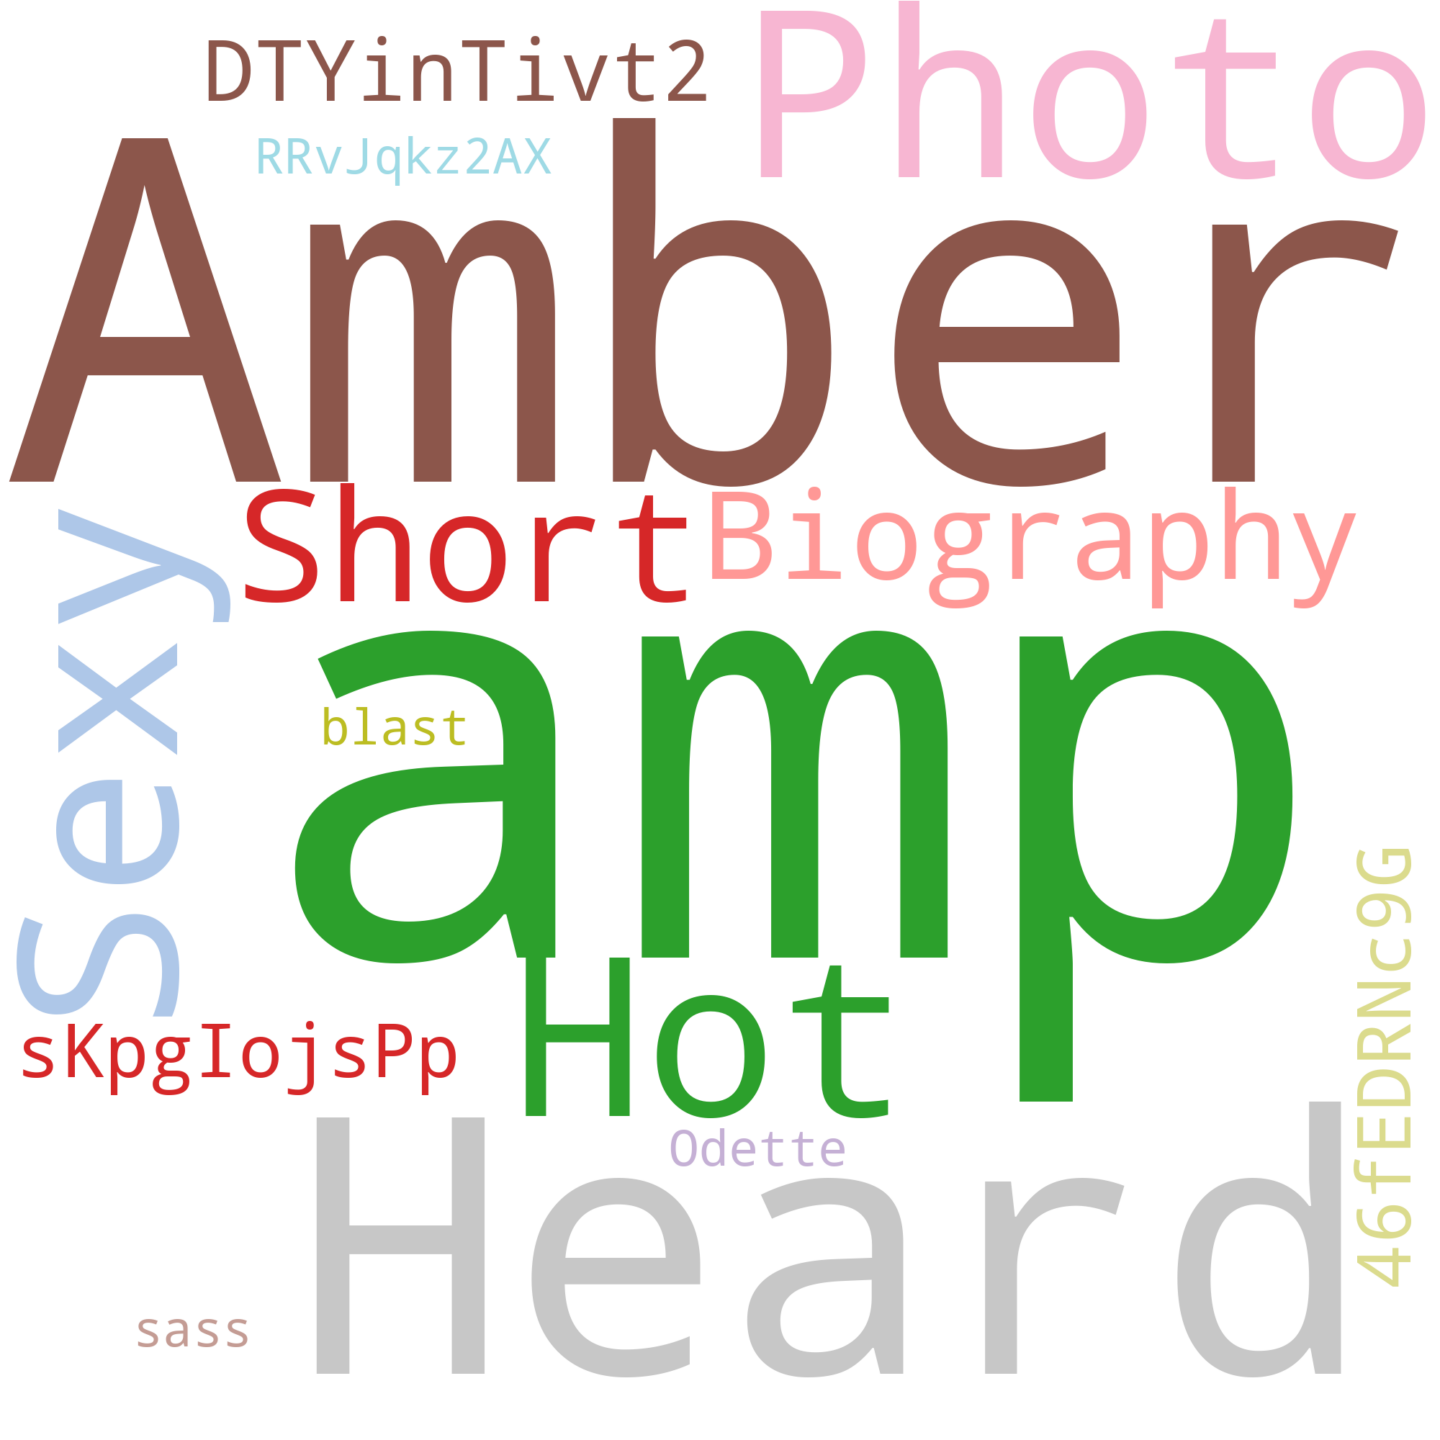 DTYinTivt2
Photo
RRvJqkz2AX
Amber
Short
Biography
Sexy
amp
blast
Hot
sKpgIojsPp
46fEDRNc9G
Odette
Heard
sass